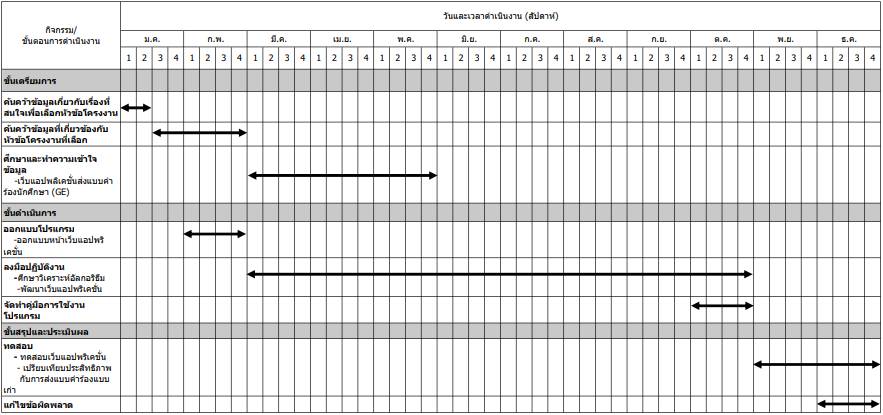 กิจกรรม/
ขั้นตอนการดำเนินงาน
วันและเวลาดำเนินงาน (สัปดาห์)
ม.ค. ก.พ. มี.ค. เม.ย. พ.ค. มิ.ย. ก.ค. ส.ค. ก.ย. ต.ค. พ.ย. ธ.ค.
1 2 3 4 1 2 3 4 1 2 3 4 1 2 3 4 1 2 3 4 1 2 3 4 1 2 3 4 1 2 3 4 1 2 3 4 1 2 3 4 1 2 3 4 1 2 3 4
ขั้นเตรียมการ
ค้นคว้าข้อมูลเกี่ยวกับเรื่องที่
สนใจเพื่อเลือกหัวข้อโครงงาน
ค้นคว้าข้อมูลที่เกี่ยวข้องกับ
หัวข้อโครงงานที่เลือก
ศึกษาและทำความเข้าใจ
ข้อมูล
-เว็บแอปพลิเคชั่นส่งแบบคำ
ร้องนักศึกษา (GE)
ขั้นดำเนินการ
ออกแบบโปรแกรม
-ออกแบบหน้าเว็บแอปพริ
เคชั่น
ลงมือปฏิบัติงาน
-ศึกษาวิเคราะห์อัลกอริธึม
-พัฒนาเว็บแอปพริเคชั่น
จัดทำคู่มือการใช้งาน
โปรแกรม
ขั้นสรุปและประเมินผล
ทดสอบ
- ทดสอบเว็บแอปพริเคชั่น
- เปรียบเทียบประสิทธิภาพ
กับการส่งแบบคำร้องแบบ
เก่า
แก้ไขข้อผิดพลาด